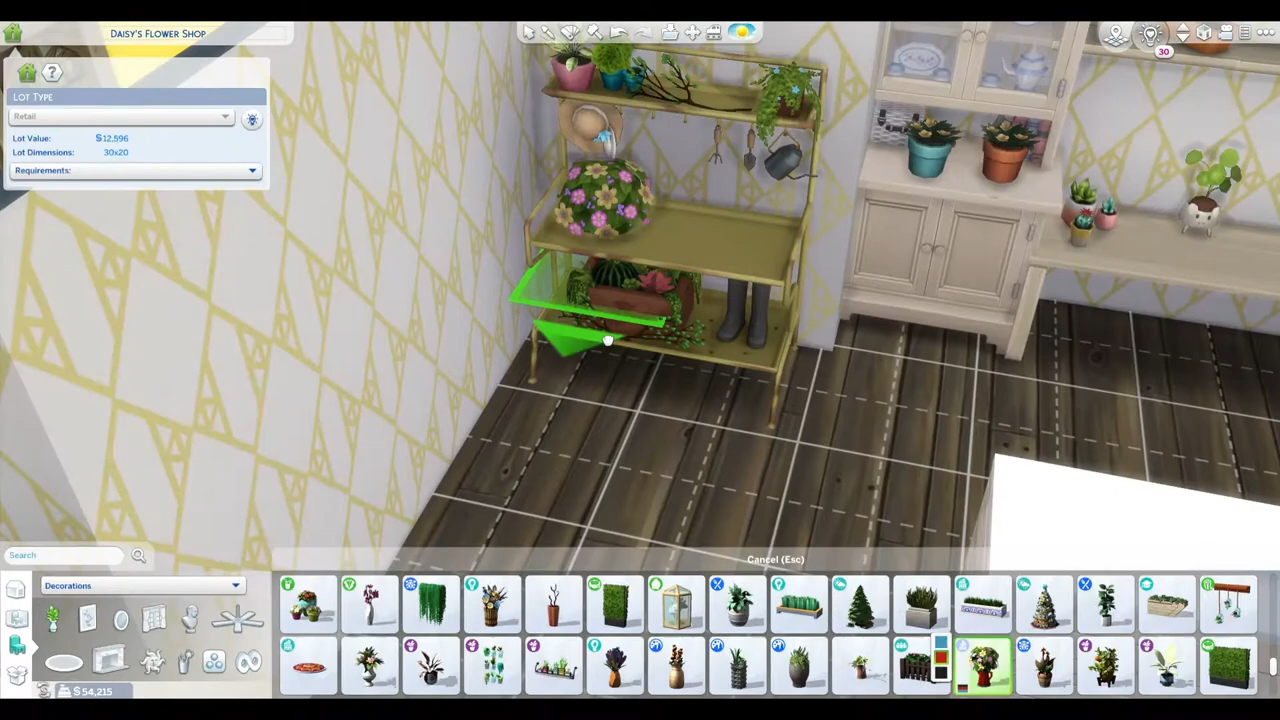 DAISY'S FLOWER SHOP
30
LOT TYPE
Retail
Lot Value: §12,596
Lot Dimensions: 30x20
Requirements:
Cancel (Esc)
Search
Decorations
§54,215